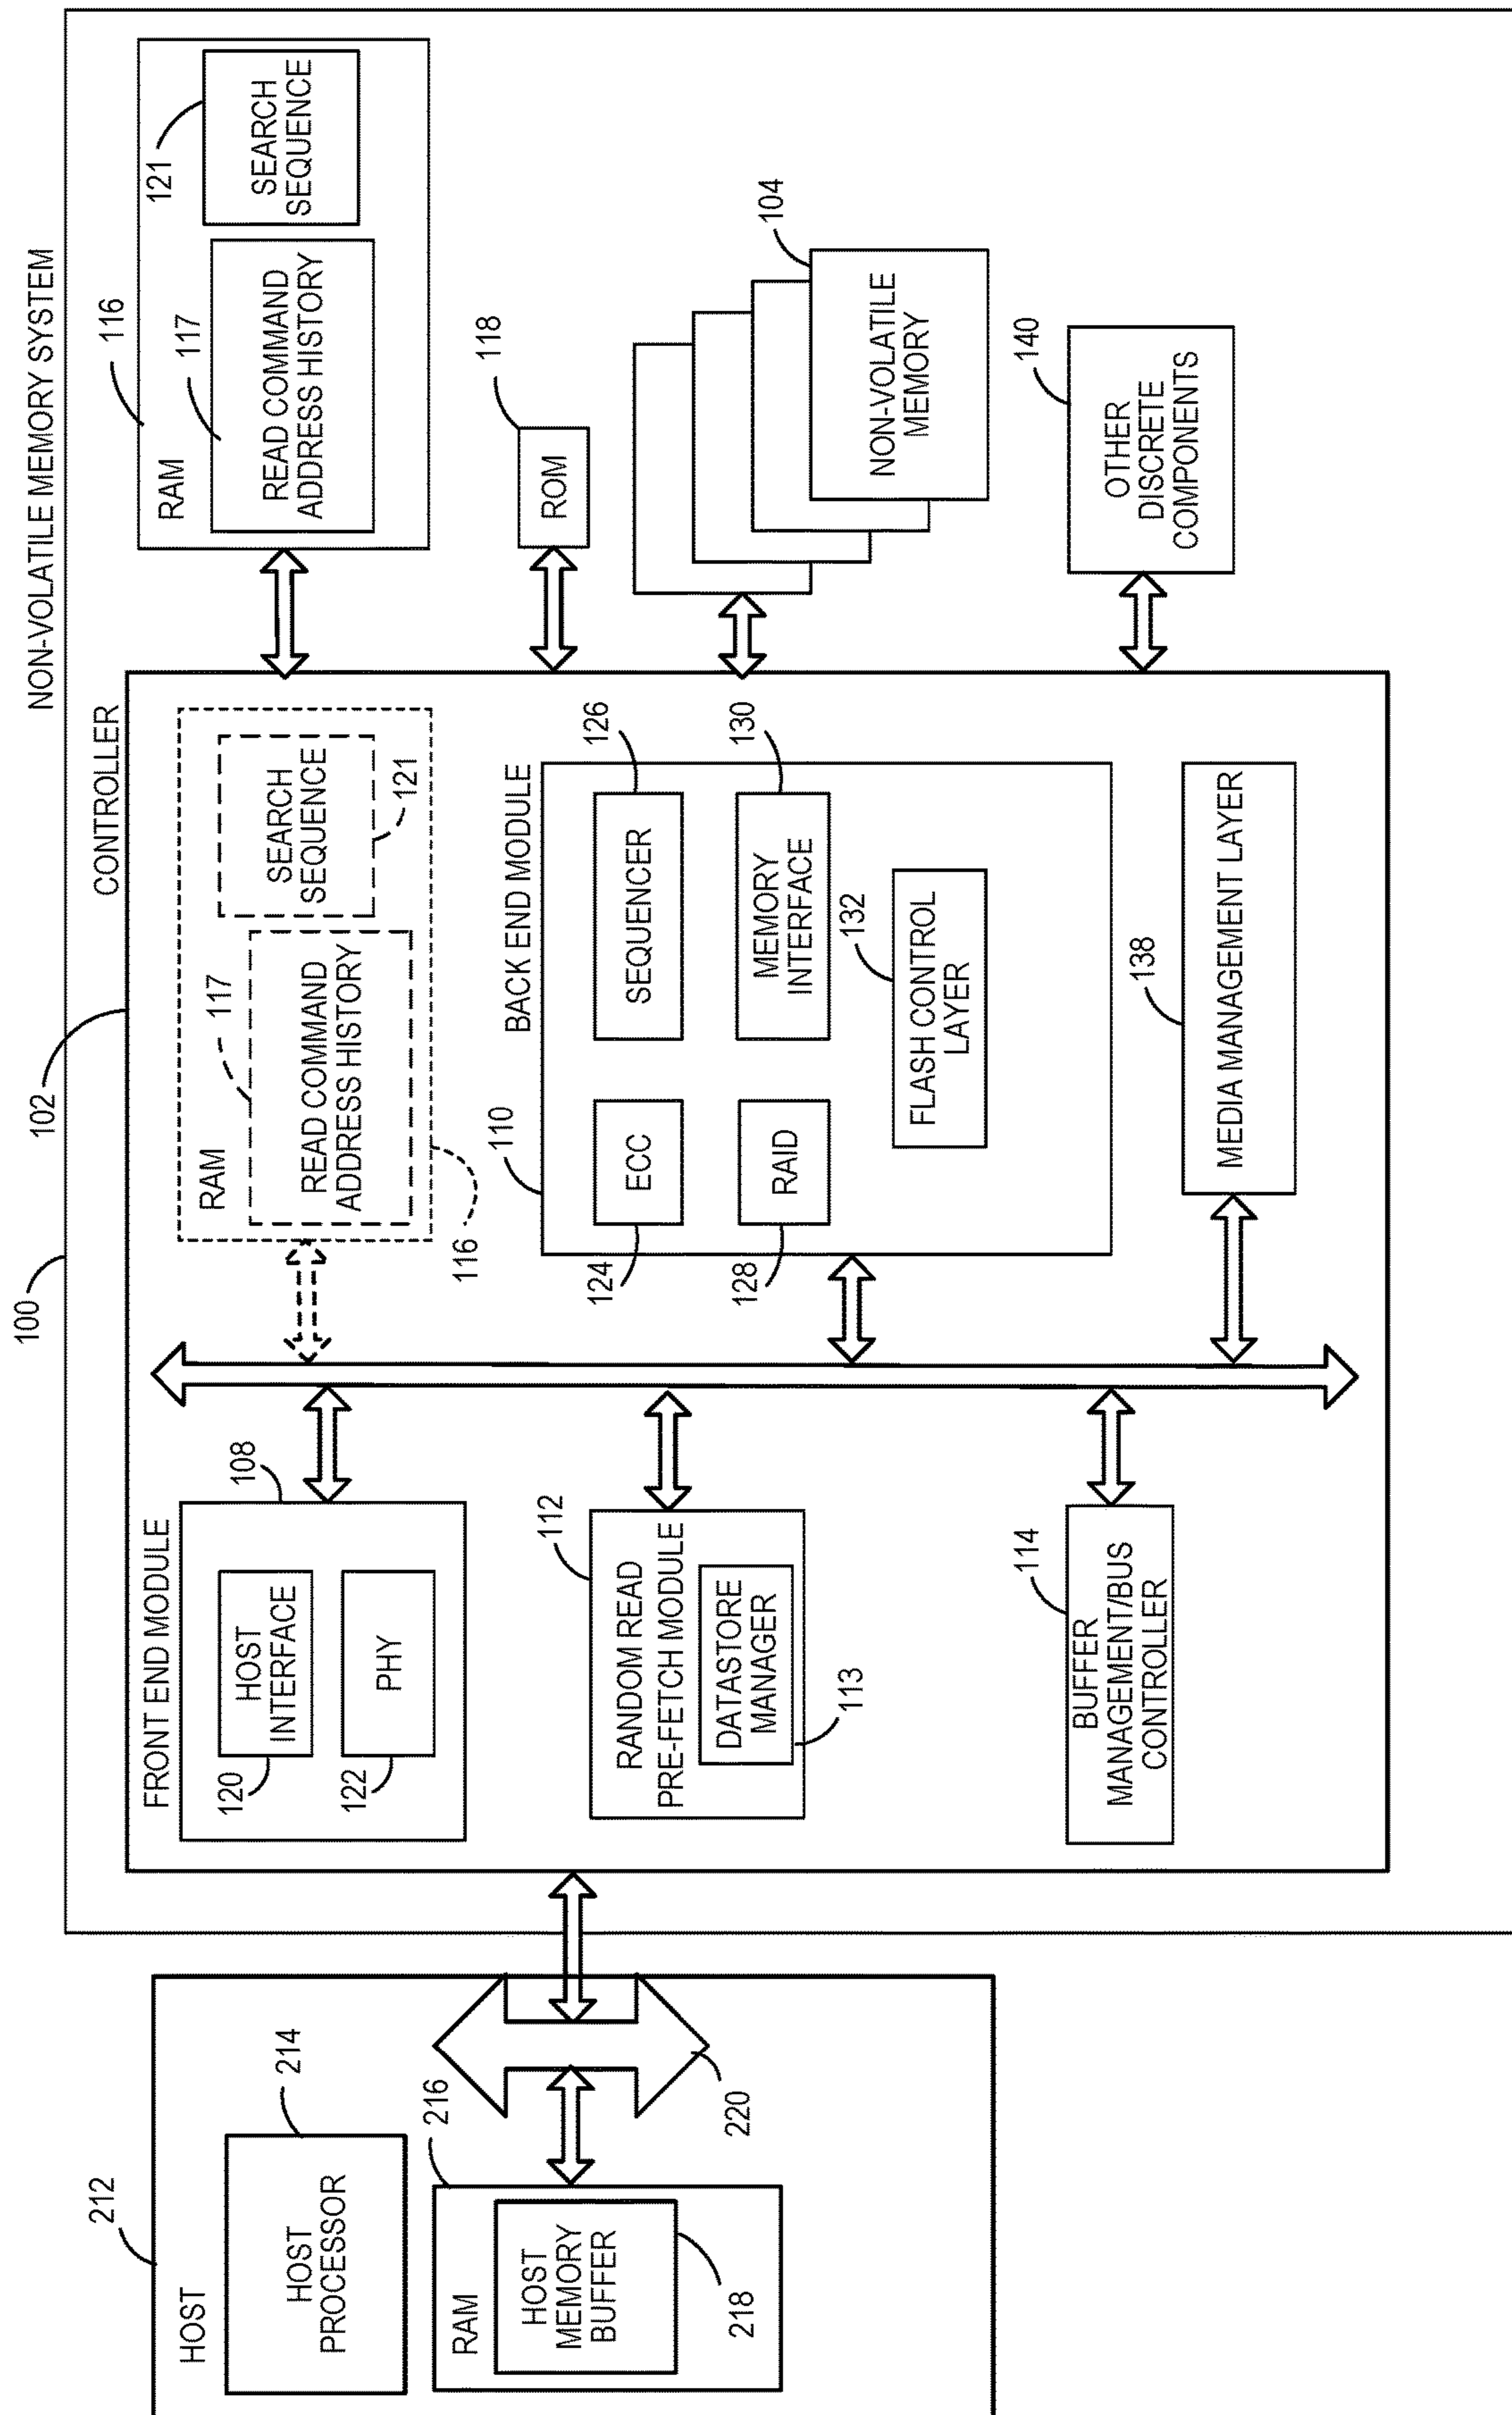 NON-VOLATILE MEMORY SYSTEM
100
102
HOST
212
HOST
PROCESSOR
214
RAM
216
HOST
MEMORY
BUFFER
218
220
CONTROLLER
FRONT END MODULE
108
HOST
INTERFACE
120
PHY
122
RANDOM READ
PRE-FETCH MODULE
112
DATASTORE
MANAGER
113
BUFFER
MANAGEMENT/BUS
CONTROLLER
114
RAM
116
117
READ COMMAND
ADDRESS HISTORY
SEARCH
SEQUENCE
121
BACK END MODULE
110
ECC
124
SEQUENCER
126
RAID
128
MEMORY
INTERFACE
130
FLASH CONTROL
LAYER
132
MEDIA MANAGEMENT LAYER
138
RAM
116
117
READ COMMAND
ADDRESS HISTORY
121
SEARCH
SEQUENCE
ROM
118
NON-VOLATILE
MEMORY
104
OTHER
DISCRETE
COMPONENTS
140